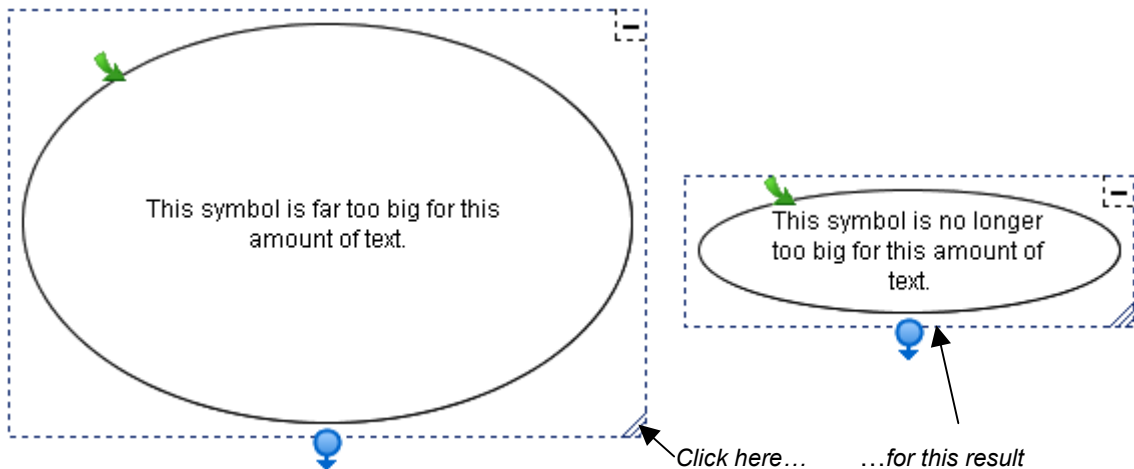 This symbol is far too big for this
amount of text.
This symbol is no longer
too big for this amount of
text.
Click here…
…for this result